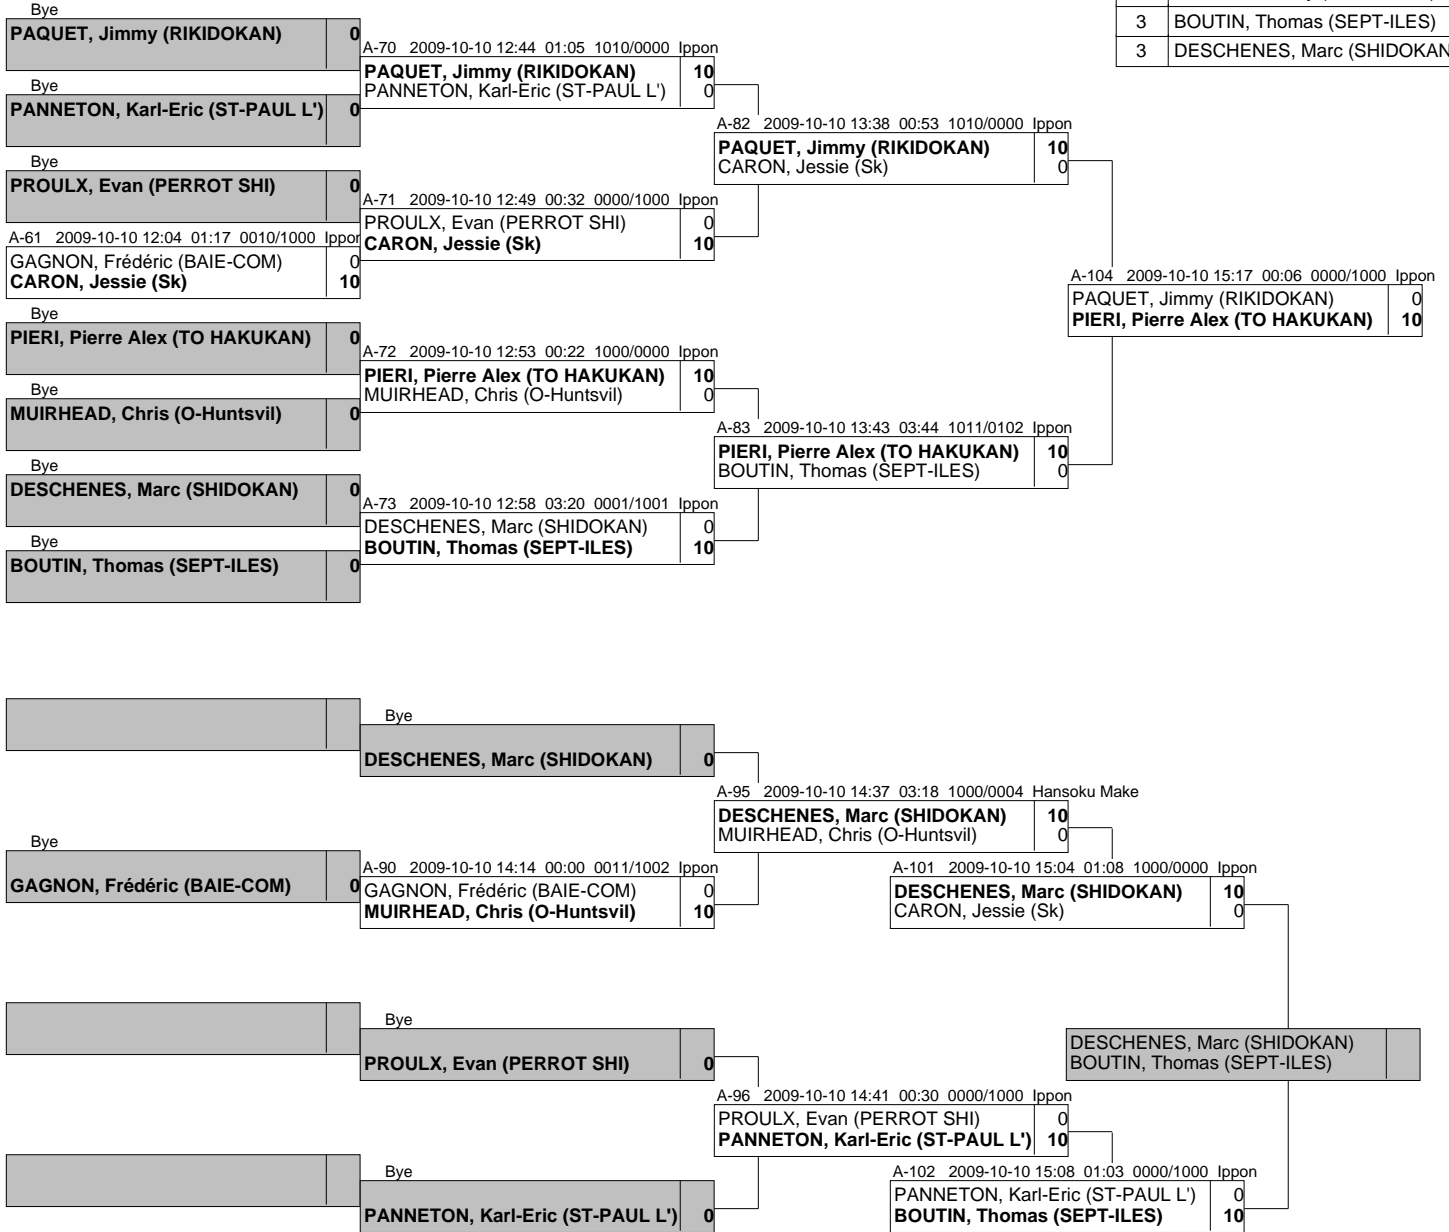 3 BOUTIN, Thomas (SEPT-ILES)
3 DESCHENES, Marc (SHIDOKAN
Bye
PAQUET, Jimmy (RIKIDOKAN) 0
Bye
PANNETON, Karl-Eric (ST-PAUL L') 0
Bye
PROULX, Evan (PERROT SHI) 0
A-61 2009-10-10 12:04 01:17 0010/1000 Ippon
GAGNON, Frédéric (BAIE-COM) 0
CARON, Jessie (Sk) 10
Bye
PIERI, Pierre Alex (TO HAKUKAN) 0
Bye
MUIRHEAD, Chris (O-Huntsvil) 0
Bye
DESCHENES, Marc (SHIDOKAN) 0
Bye
BOUTIN, Thomas (SEPT-ILES) 0
A-70 2009-10-10 12:44 01:05 1010/0000 Ippon
PAQUET, Jimmy (RIKIDOKAN) 10
PANNETON, Karl-Eric (ST-PAUL L') 0
A-71 2009-10-10 12:49 00:32 0000/1000 Ippon
PROULX, Evan (PERROT SHI) 0
CARON, Jessie (Sk) 10
A-72 2009-10-10 12:53 00:22 1000/0000 Ippon
PIERI, Pierre Alex (TO HAKUKAN) 10
MUIRHEAD, Chris (O-Huntsvil) 0
A-73 2009-10-10 12:58 03:20 0001/1001 Ippon
DESCHENES, Marc (SHIDOKAN) 0
BOUTIN, Thomas (SEPT-ILES) 10
A-82 2009-10-10 13:38 00:53 1010/0000 Ippon
PAQUET, Jimmy (RIKIDOKAN) 10
CARON, Jessie (Sk) 0
A-83 2009-10-10 13:43 03:44 1011/0102 Ippon
PIERI, Pierre Alex (TO HAKUKAN) 10
BOUTIN, Thomas (SEPT-ILES) 0
A-104 2009-10-10 15:17 00:06 0000/1000 Ippon
PAQUET, Jimmy (RIKIDOKAN) 0
PIERI, Pierre Alex (TO HAKUKAN) 10
Bye
DESCHENES, Marc (SHIDOKAN) 0
Bye
GAGNON, Frédéric (BAIE-COM) 0
A-90 2009-10-10 14:14 00:00 0011/1002 Ippon
GAGNON, Frédéric (BAIE-COM) 0
MUIRHEAD, Chris (O-Huntsvil) 10
A-95 2009-10-10 14:37 03:18 1000/0004 Hansoku Make
DESCHENES, Marc (SHIDOKAN) 10
MUIRHEAD, Chris (O-Huntsvil) 0
A-101 2009-10-10 15:04 01:08 1000/0000 Ippon
DESCHENES, Marc (SHIDOKAN) 10
CARON, Jessie (Sk) 0
Bye
PROULX, Evan (PERROT SHI) 0
Bye
PANNETON, Karl-Eric (ST-PAUL L') 0
A-96 2009-10-10 14:41 00:30 0000/1000 Ippon
PROULX, Evan (PERROT SHI) 0
PANNETON, Karl-Eric (ST-PAUL L') 10
A-102 2009-10-10 15:08 01:03 0000/1000 Ippon
PANNETON, Karl-Eric (ST-PAUL L') 0
BOUTIN, Thomas (SEPT-ILES) 10
DESCHENES, Marc (SHIDOKAN)
BOUTIN, Thomas (SEPT-ILES)